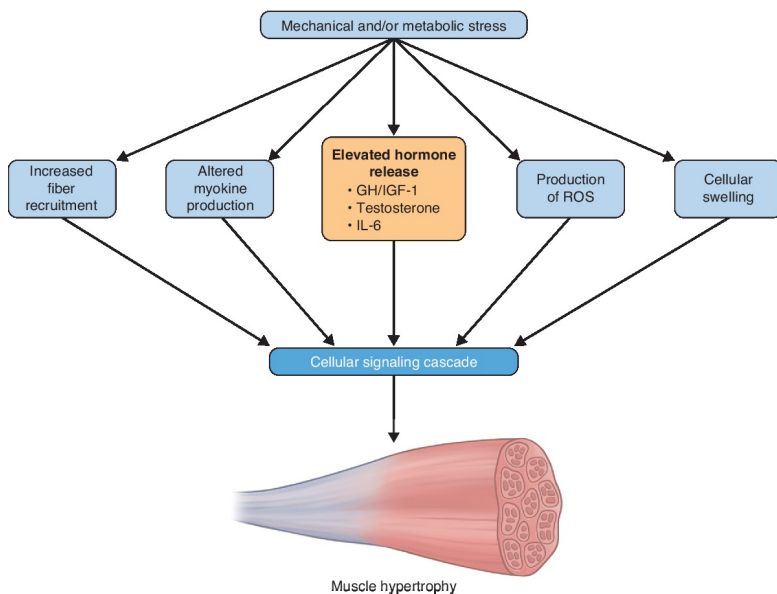 Mechanical and/or metabolic stress
Increased
fiber
recruitment
Altered
myokine
production
Elevated hormone
release
• GH/IGF-1
• Testosterone
• IL-6
Production
of ROS
Cellular
swelling
Cellular signaling cascade
Muscle hypertrophy